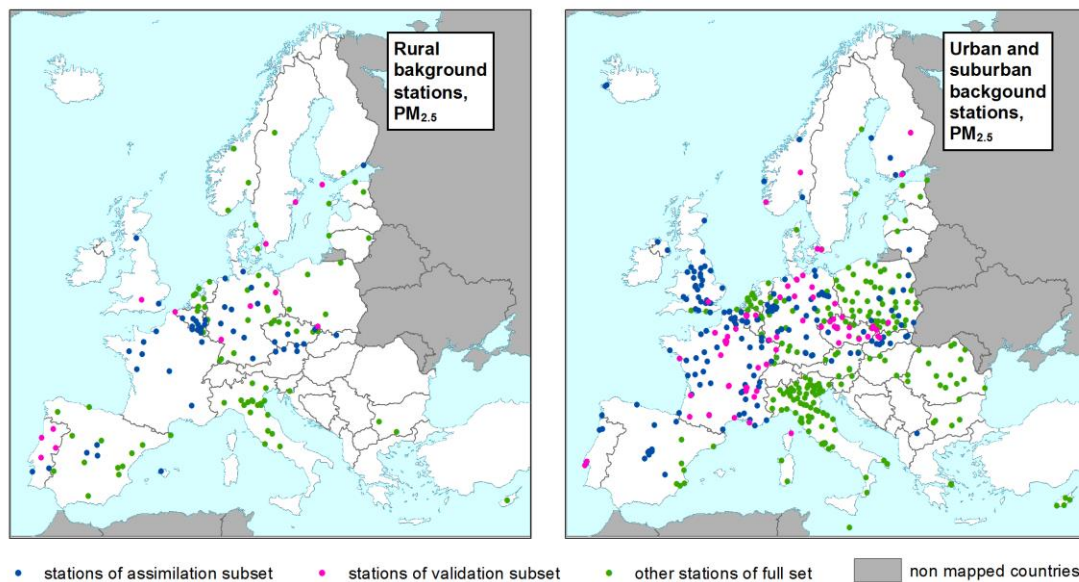 Rural
bakground
stations,
PM2.5
Urban and
suburban
backgound
stations,
PM2.5
stations of assimilation subset
stations of validation subset
other stations of full set
non mapped countries